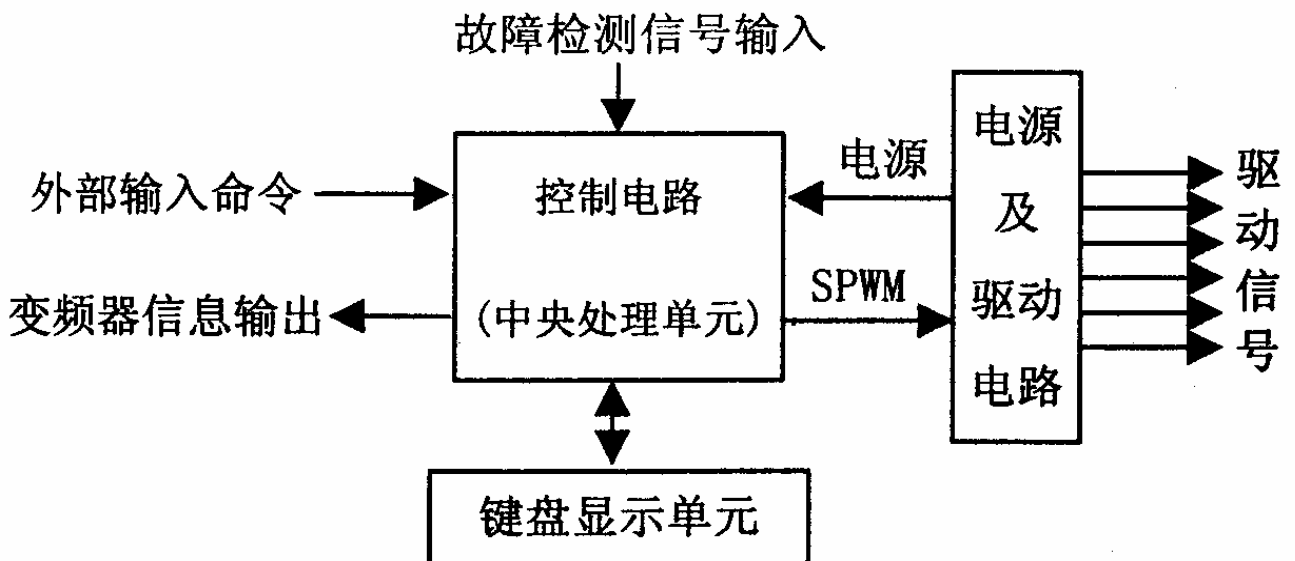 故障检测信号输入
外部输入命令
控制电路
(中央处理单元)
变频器信息输出
电源
SPWM
电源
及
驱动
电路
驱
动
信
号
键盘显示单元